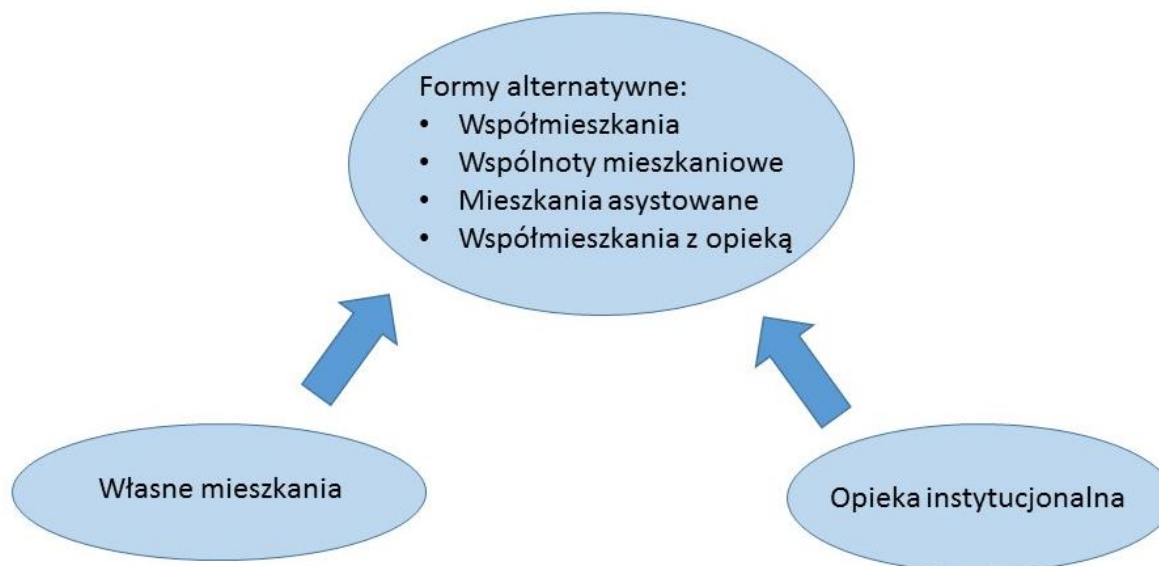 Formy alternatywne:
• Współmieszkania
• Wspólnoty mieszkaniowe
• Mieszkania asystowane
• Współmieszkania z opieką
Własne mieszkania
Opieka instytucjonalna